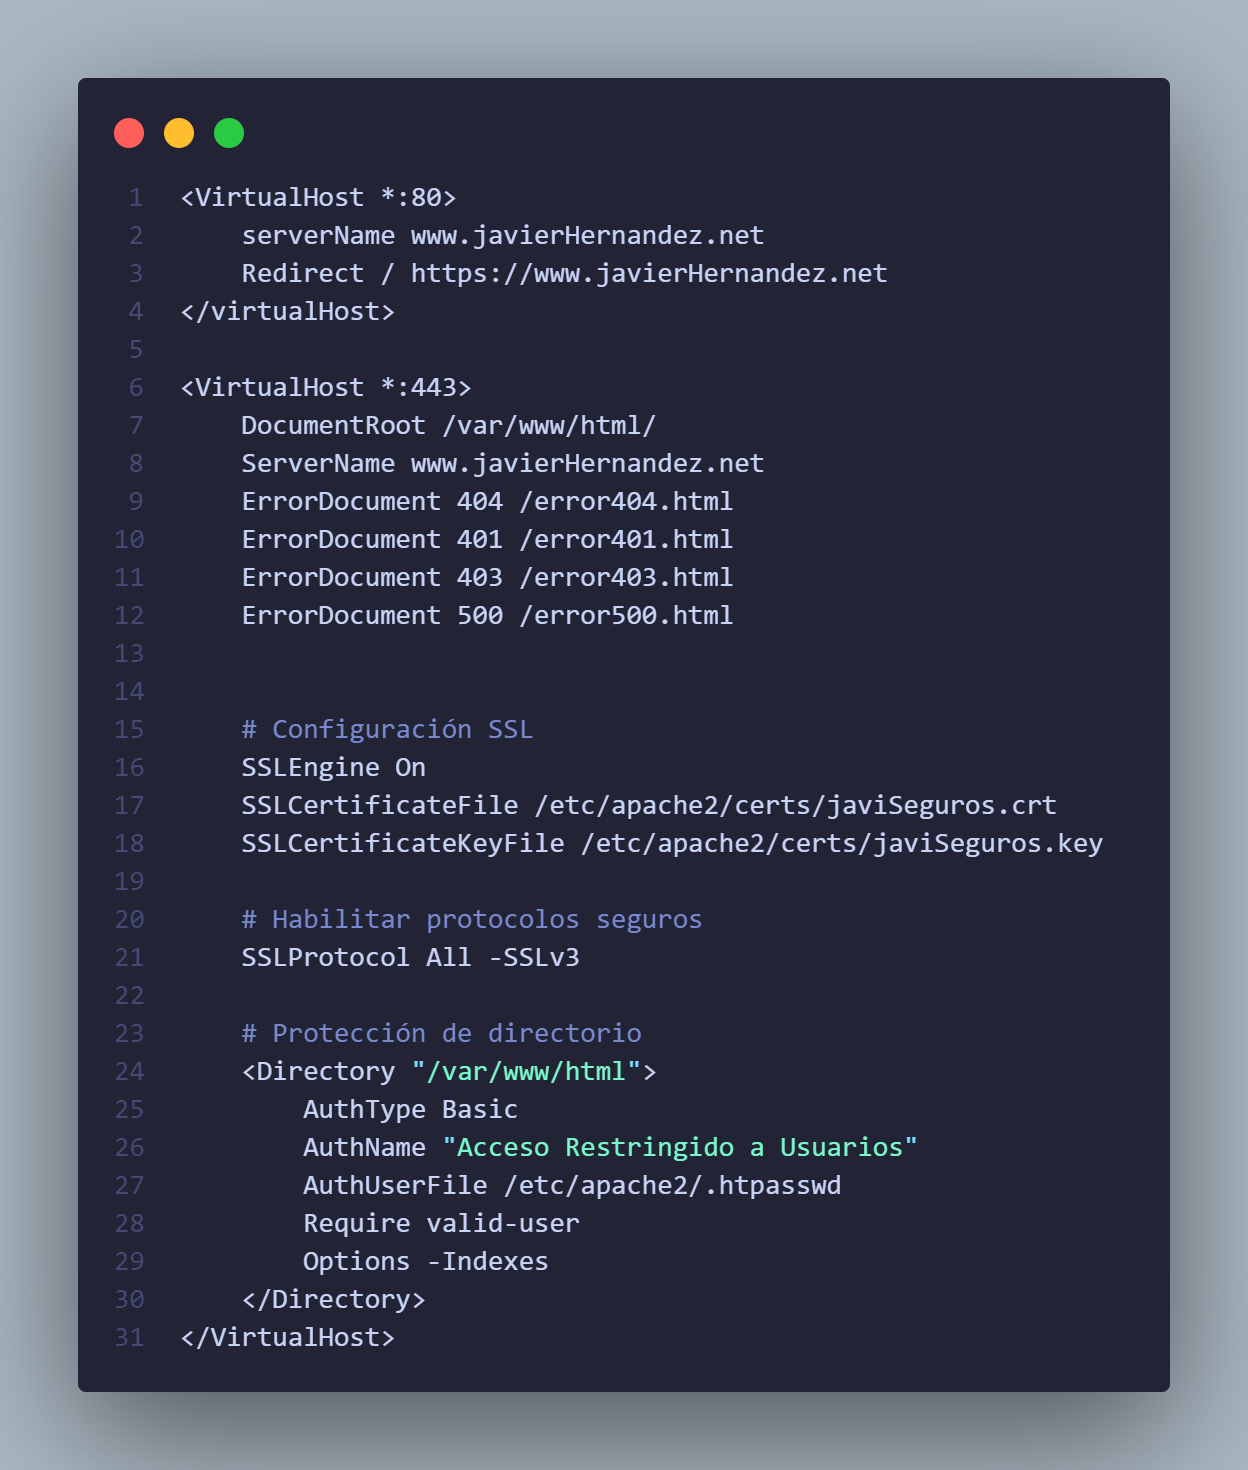 1 <VirtualHost *:80>
2     serverName www.javierHernandez.net
3     Redirect / https://www.javierHernandez.net
4 </virtualHost>
5
6 <VirtualHost *:443>
7     DocumentRoot /var/www/html/
8     ServerName www.javierHernandez.net
9     ErrorDocument 404 /error404.html
10     ErrorDocument 401 /error401.html
11     ErrorDocument 403 /error403.html
12     ErrorDocument 500 /error500.html
13
14
15     # Configuración SSL
16     SSLEngine On
17     SSLCertificateFile /etc/apache2/certs/javiSeguros.crt
18     SSLCertificateKeyFile /etc/apache2/certs/javiSeguros.key
19
20     # Habilitar protocolos seguros
21     SSLProtocol All -SSLv3
22
23     # Protección de directorio
24     <Directory "/var/www/html">
25         AuthType Basic
26         AuthName "Acceso Restringido a Usuarios"
27         AuthUserFile /etc/apache2/.htpasswd
28         Require valid-user
29         Options -Indexes
30     </Directory>
31 </VirtualHost>